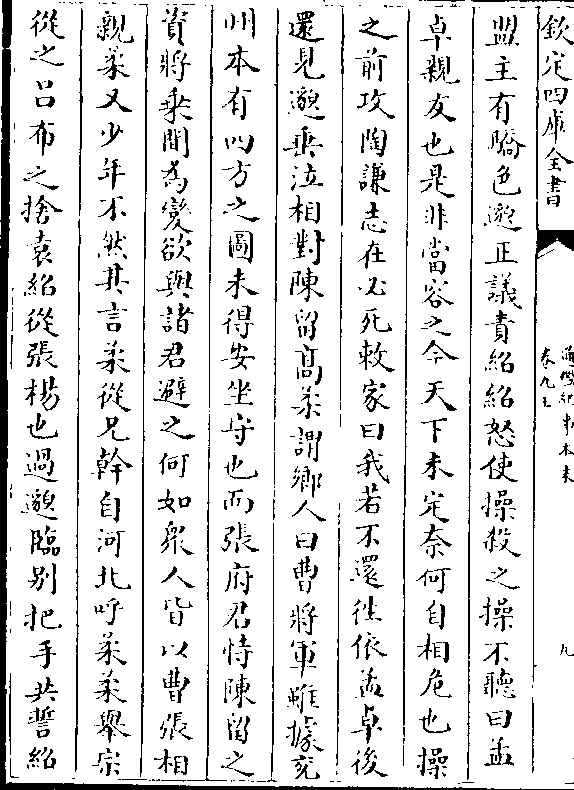 欽定四庫全書
通鑑紀事本末
卷九上
九
盟主有驕色邈正議責紹紹怒使操殺之操不聽曰孟
卓親友也是非當容之今天下未定奈何自相危也操
之前攻陶謙志在必死敕家曰我若不還往依孟卓後
還見邈垂泣相對陳留高柔謂鄉人曰曹將軍雖據兖
州本有四方之圖未得安坐守也而張府君恃陳留之
資將乘間為變欲與諸君避之何如衆人皆以曹張相
親柔又少年不然其言柔從兄幹自河北呼柔柔舉宗
從之吕布之捨袁紹從張楊也過邈臨别把手共誓紹